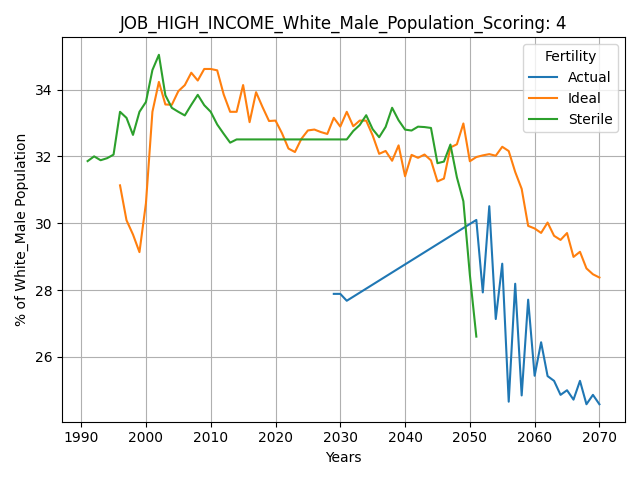 JOB_HIGH_INCOME_White_Male_Population_Scoring: 4
Fertility
Actual
Ideal
Sterile
% of White_Male Population
34
32
30
28
26
1990 2000 2010 2020 2030 2040 2050 2060 2070
Years